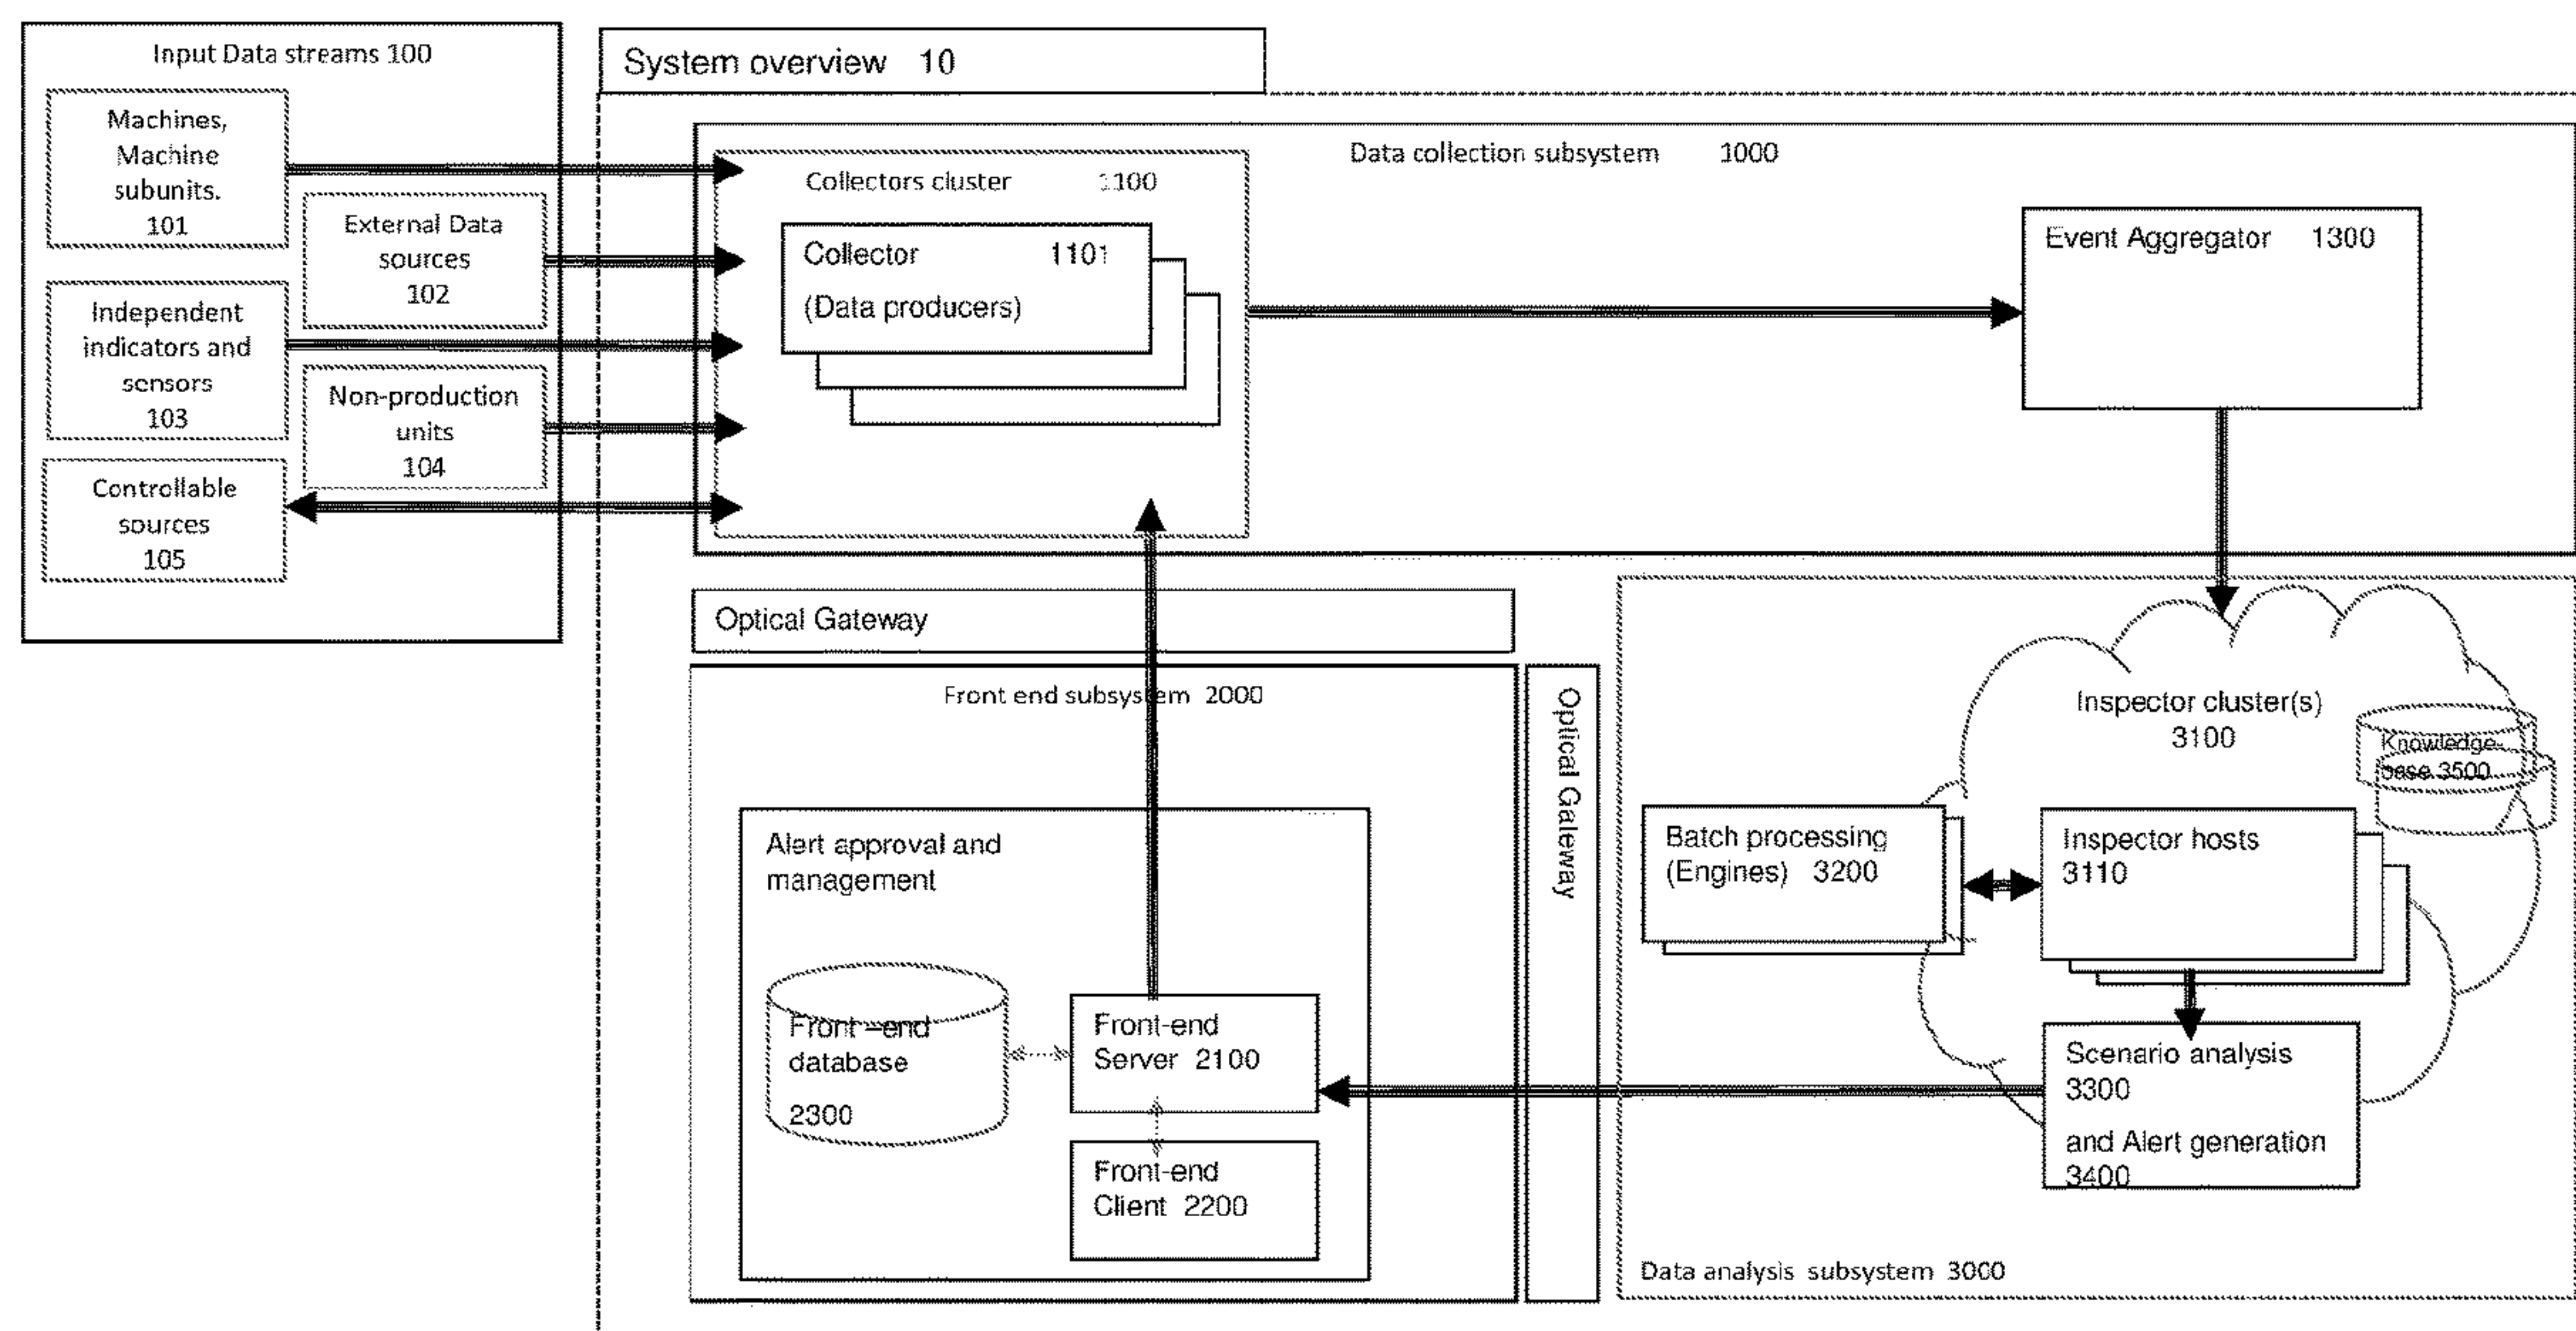 Input Data streams 100
Machines,
Machine
subunits.
101
External Data
sources
102
Independent
indicators and
sensors
103
Non-production
units
104
Controllable
sources
105
System overview 10
Data collection subsystem 1000
Collectors cluster 1100
Collector 1101
(Data producers)
Event Aggregator 1300
Optical Gateway
Front end subsystem 2000
Alert approval and
management
Front –end
database
2300
Front-end
Server 2100
Front-end
Client 2200
Optical Gateway
Inspector cluster(s)
3100
Knowledge-
base 3500
Batch processing
(Engines) 3200
Inspector hosts
3110
Scenario analysis
3300
and Alert generation
3400
Data analysis subsystem 3000